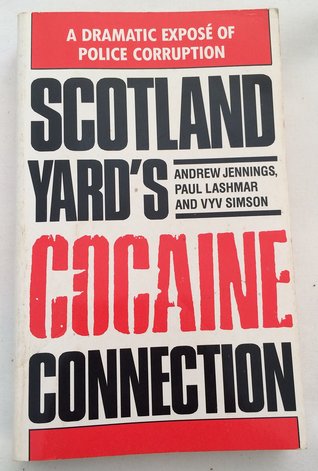 A DRAMATIC EXPOSÉ OF
POLICE CORRUPTION
SCOTLAND
YARD'S
ANDREW JENNINGS,
PAUL LASHMAR
AND VYV SIMSON
COCAINE
CONNECTION